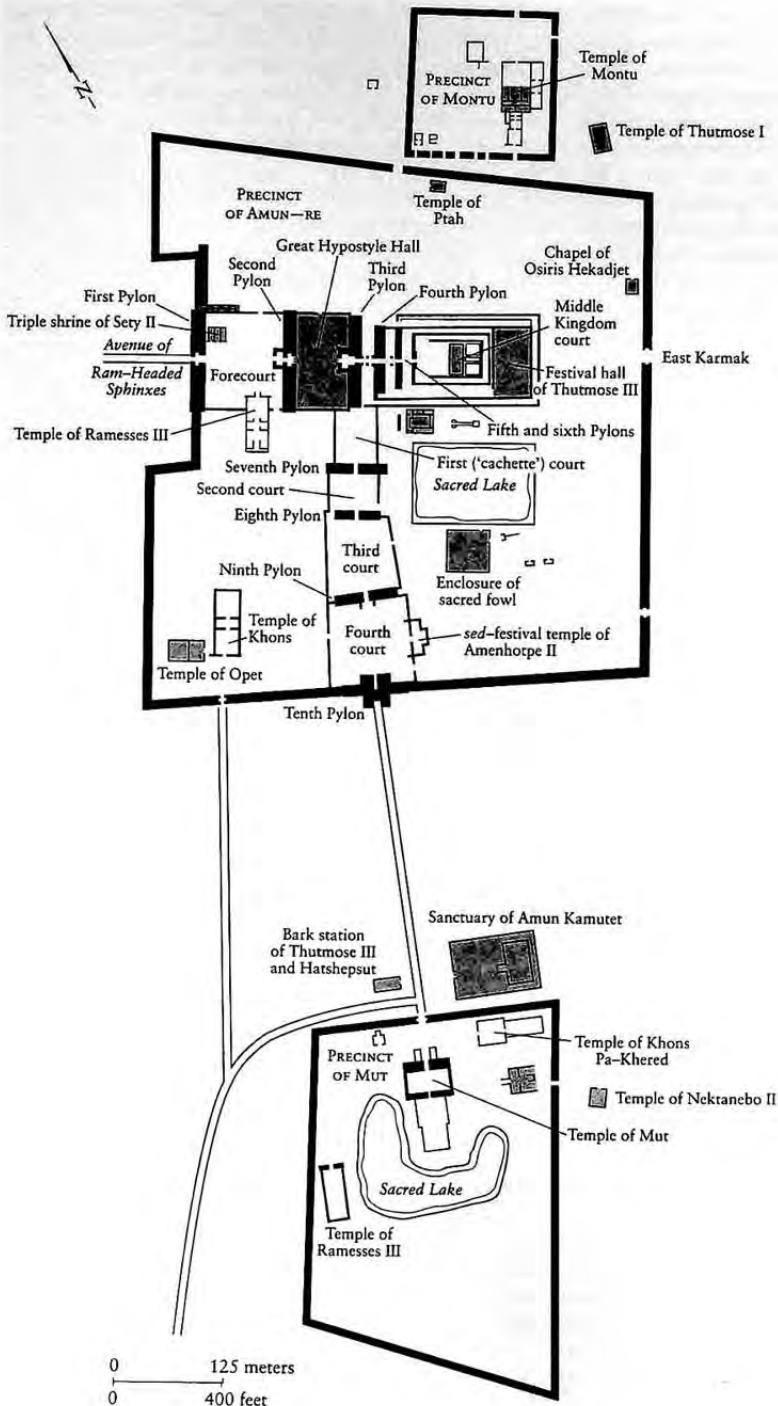 N
PRECINCT
OF MONTU
Temple of
Montu
Temple of Thutmose I
PRECINCT
OF AMUN—RE
Temple of
Ptah
Great Hypostyle Hall
Chapel of
Osiris Hekadjet
Second
Pylon
Third
Pylon
Fourth Pylon
First Pylon
Middle
Kingdom
court
Triple shrine of Sety II
Avenue of
Ram–Headed
Sphinxes
Forecourt
East Karmak
Festival hall
of Thutmose III
Temple of Ramesses III
Fifth and sixth Pylons
First ('cachette') court
Seventh Pylon
Second court
Sacred Lake
Eighth Pylon
Third
court
Ninth Pylon
Enclosure of
sacred fowl
Temple of
Khons
Fourth
court
sed–festival temple of
Amenhotpe II
Temple of Opet
Tenth Pylon
Sanctuary of Amun Kamutet
Bark station
of Thutmose III
and Hatshepsut
PRECINCT
OF MUT
Temple of Khons
Pa–Khered
Temple of Nektanebo II
Temple of Mut
Sacred Lake
Temple of
Ramesses III
0 125 meters
0 400 feet